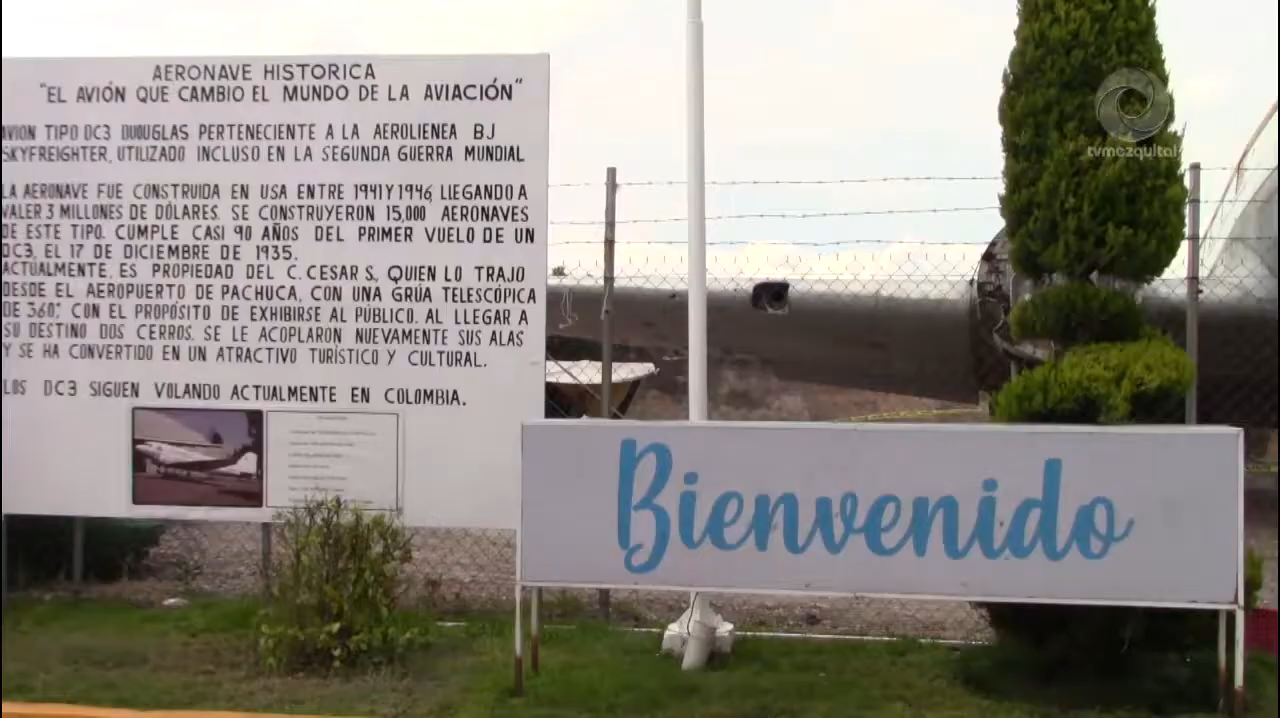 AERONAVE HISTORICA
"EL AVIÓN QUE CAMBIO EL MUNDO DE LA AVIACIÓN"
AVION TIPO DC3 DUOUGLAS PERTENECIENTE A LA AEROLIENEA BJ
SKYFREIGHTER, UTILIZADO INCLUSO EN LA SEGUNDA GUERRA MUNDIAL
LA AERONAVE FUE CONSTRUIDA EN USA ENTRE 1941 Y 1946, LLEGANDO A
VALER 3 MILLONES DE DÓLARES. SE CONSTRUYERON 15,000 AERONAVES
DE ESTE TIPO. CUMPLE CASI 90 AÑOS DEL PRIMER VUELO DE UN
DC3, EL 17 DE DICIEMBRE DE 1935.
ACTUALMENTE, ES PROPIEDAD DEL C. CESAR S. QUIEN LO TRAJO
DESDE EL AEROPUERTO DE PACHUCA, CON UNA GRÚA TELESCÓPICA
DE 360°, CON EL PROPÓSITO DE EXHIBIRSE AL PÚBLICO. AL LLEGAR A
SU DESTINO DOS CERROS, SE LE ACOPLARON NUEVAMENTE SUS ALAS
Y SE HA CONVERTIDO EN UN ATRACTIVO TURÍSTICO Y CULTURAL.
LOS DC3 SIGUEN VOLANDO ACTUALMENTE EN COLOMBIA.
Bienvenido
tvmezquital